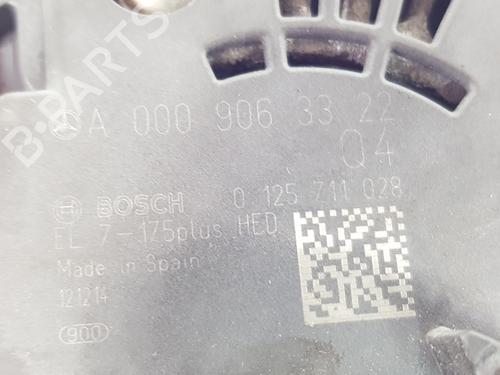 B-PARTS
A 000 906 33 22
Q4
BOSCH 0 125 711 028
EL 7-175plus HED
Made in Spain
121214
900